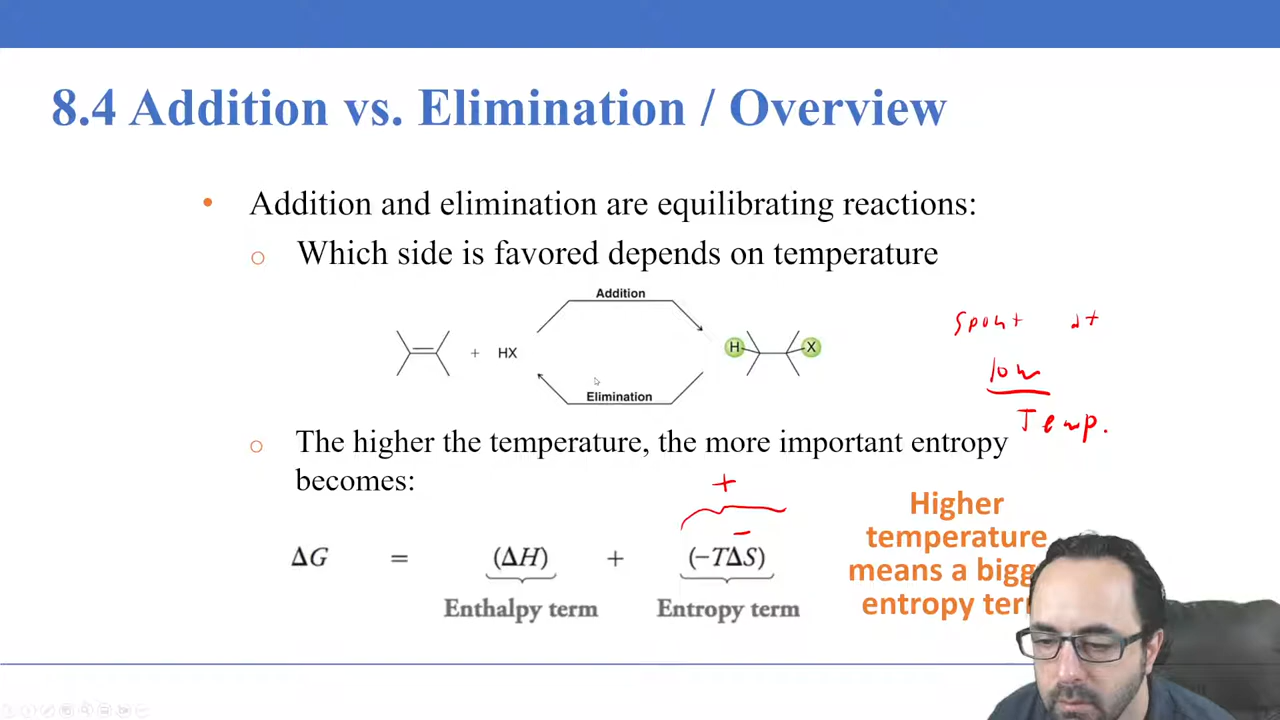 8.4 Addition vs. Elimination / Overview
• Addition and elimination are equilibrating reactions:
o Which side is favored depends on temperature
Addition
+ HX
H X
Elimination
spont at
low
Temp.
o The higher the temperature, the more important entropy
becomes:
+
−
ΔG = (ΔH) + (−TΔS)
Enthalpy term Entropy term
Higher
temperature
means a
entropy